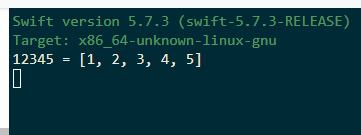 Swift version 5.7.3 (swift-5.7.3-RELEASE)
Target: x86_64-unknown-linux-gnu
12345 = [1, 2, 3, 4, 5]